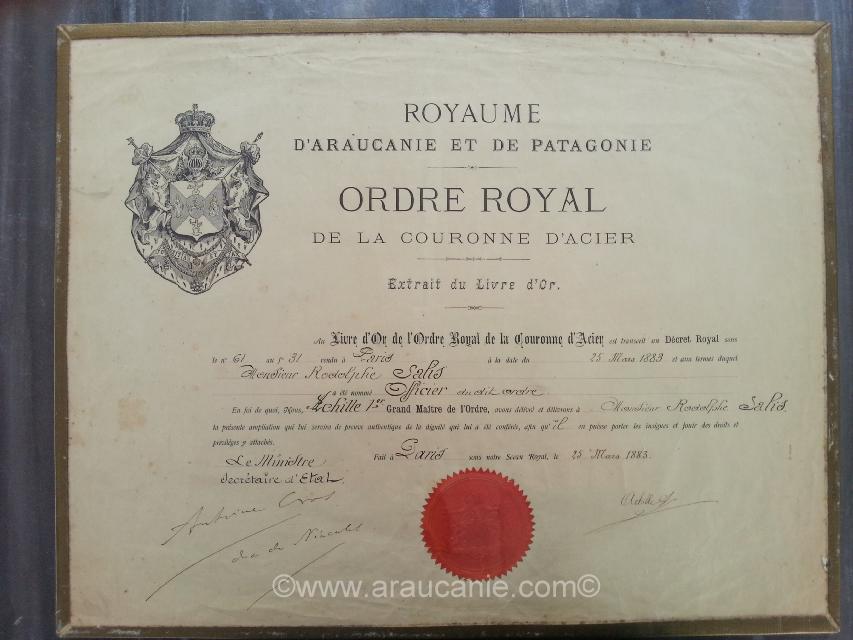 ROYAUME
D'ARAUCANIE ET DE PATAGONIE
ORDRE ROYAL
DE LA COURONNE D'ACIER
Extrait du Livre d'Or.
Au Livre d'Or de l'Ordre Royal de la Couronne d'Acier est transcrit un Décret Royal sous
le n° 61 au § 31 rendu à Paris à la date du 25 Mars 1883 et aux termes duquel
Monsieur Rodolphe Salis
a été nommé Officier du dit ordre.
En foi de quoi, Nous, Achille 1er Grand Maître de l'Ordre, avons délivré et délivrons à Monsieur Rodolphe Salis.
la présente ampliation qui lui servira de preuve authentique de la dignité qui lui a été conférée, afin qu'il en puisse porter les insignes et jouir des droits et
privilèges y attachés.
Fait à Paris sous notre Sceau Royal, le 25 Mars 1883.
Le Ministre
Secrétaire d'Etat.
Antoine Cros
duc de
Achille
©www.araucanie.com©